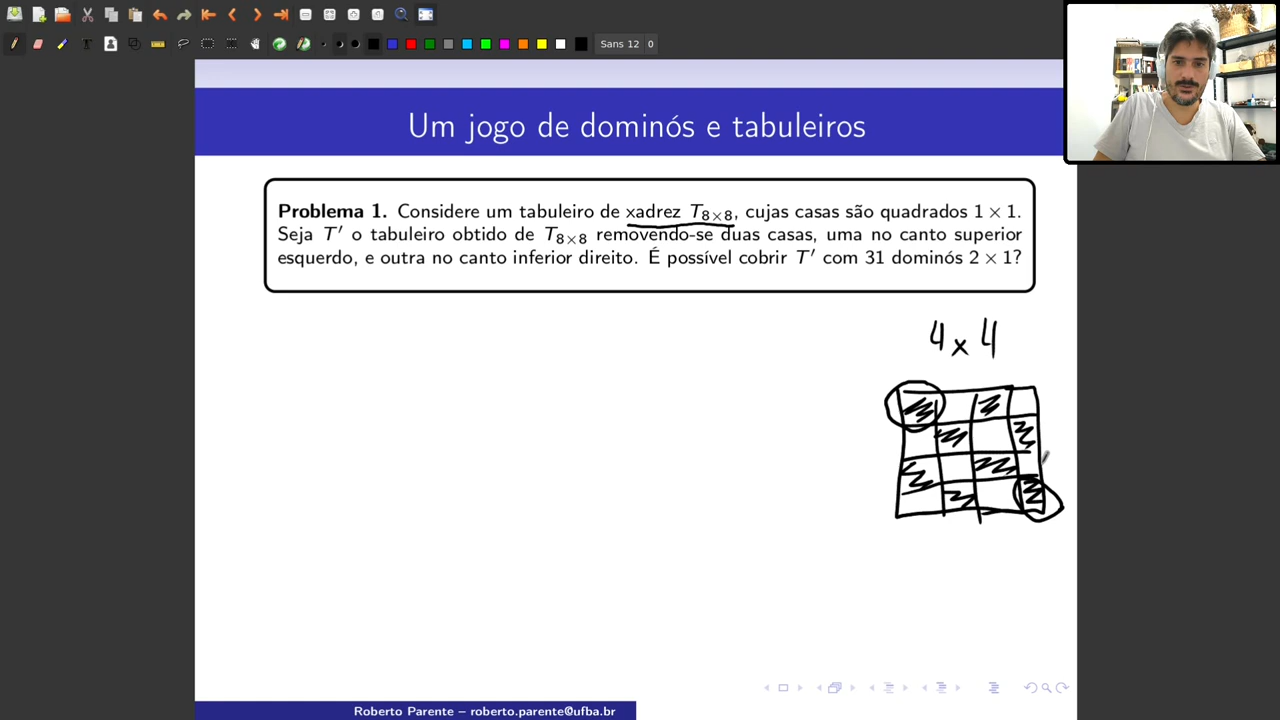 Sans 12 0
Um jogo de dominós e tabuleiros
Problema 1. Considere um tabuleiro de xadrez T8×8, cujas casas são quadrados 1 × 1.
Seja T′ o tabuleiro obtido de T8×8 removendo-se duas casas, uma no canto superior
esquerdo, e outra no canto inferior direito. É possível cobrir T′ com 31 dominós 2 × 1?
4 x 4
Roberto Parente – roberto.parente@ufba.br